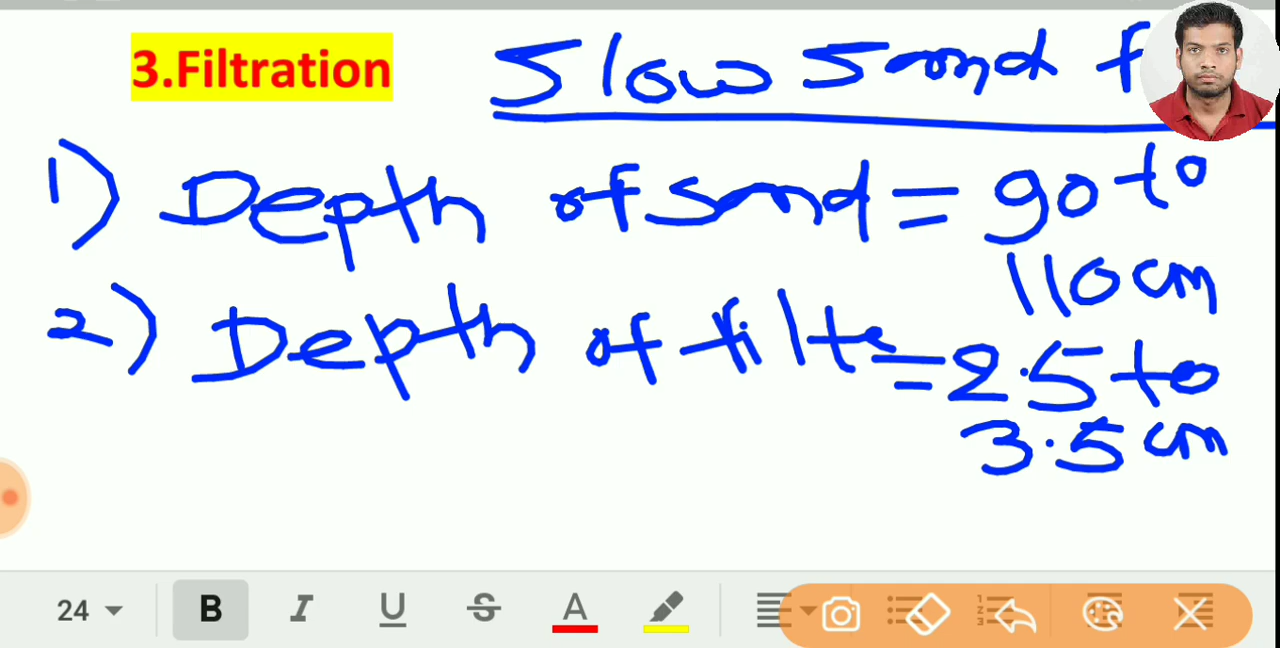 3.Filtration
Slow Sand f
1) Depth of sand = 90 to
110 cm
2) Depth of filte = 2.5 to
3.5 cm
24 B I U S A